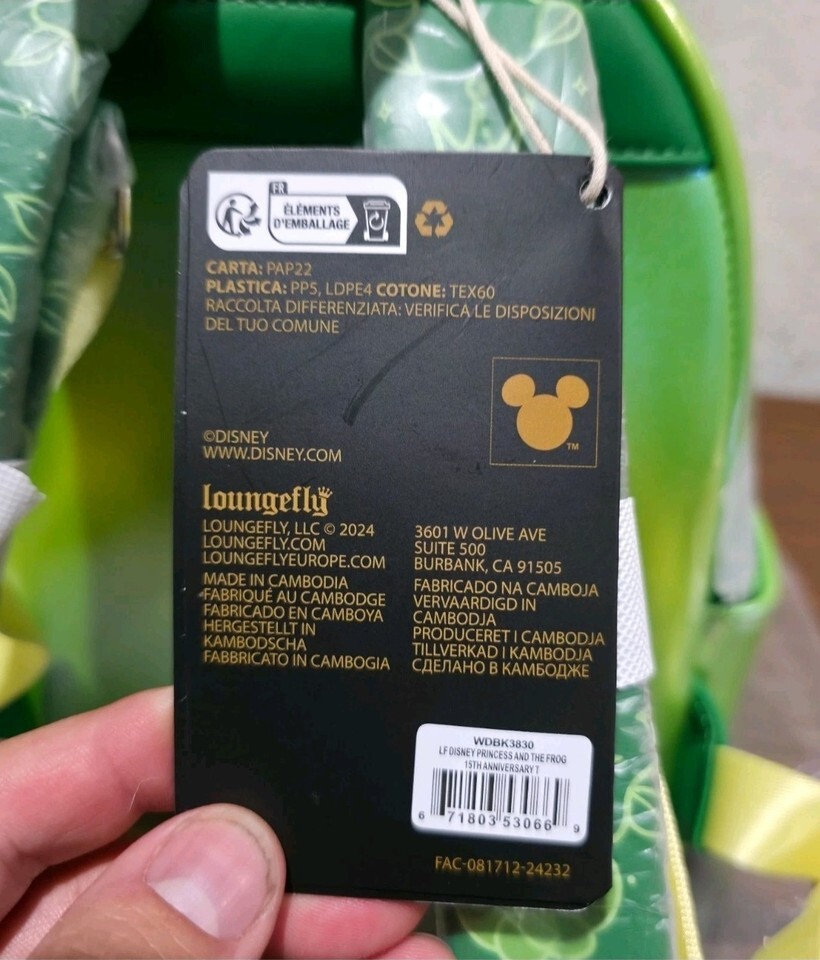 FR
ÉLÉMENTS
D'EMBALLAGE
CARTA: PAP22
PLASTICA: PP5, LDPE4 COTONE: TEX60
RACCOLTA DIFFERENZIATA: VERIFICA LE DISPOSIZIONI
DEL TUO COMUNE
TM
©DISNEY
WWW.DISNEY.COM
loungefly
LOUNGEFLY, LLC © 2024
LOUNGEFLY.COM
LOUNGEFLYEUROPE.COM
MADE IN CAMBODIA
FABRIQUÉ AU CAMBODGE
FABRICADO EN CAMBOYA
HERGESTELLT IN
KAMBODSCHA
FABBRICATO IN CAMBOGIA
3601 W OLIVE AVE
SUITE 500
BURBANK, CA 91505
FABRICADO NA CAMBOJA
VERVAARDIGD IN
CAMBODJA
PRODUCERET I CAMBODJA
TILLVERKAD I KAMBODJA
СДЕЛАНО В КАМБОДЖЕ
WDBK3830
LF DISNEY PRINCESS AND THE FROG
15TH ANNIVERSARY T
6 71803 53066 9
FAC-081712-24232